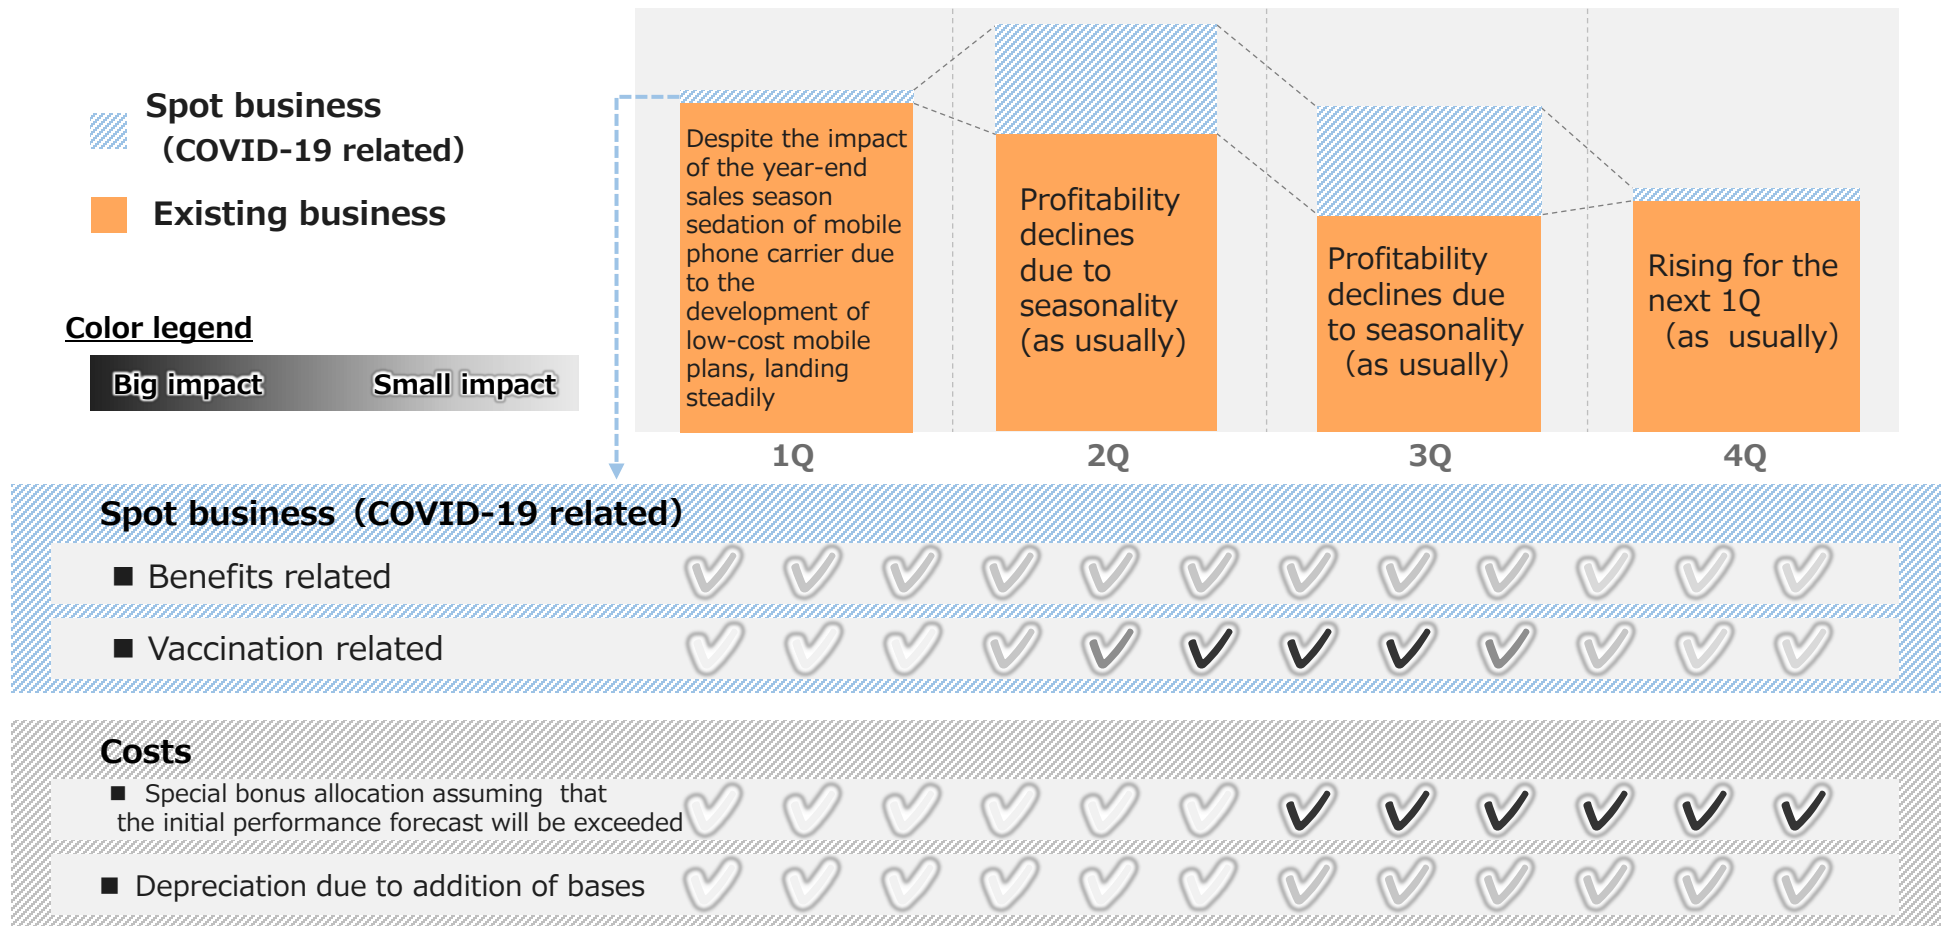 Spot business
（COVID-19 related）
Existing business
Color legend
Big impact
Small impact
Despite the impact
of the year-end
sales season
sedation of mobile
phone carrier due
to the
development of
low-cost mobile
plans, landing
steadily
Profitability
declines
due to
seasonality
(as usually)
Profitability
declines due
to seasonality
（as usually）
Rising for the
next 1Q
（as usually）
1Q
2Q
3Q
4Q
Spot business（COVID-19 related）
■ Benefits related
■ Vaccination related
Costs
■ Special bonus allocation assuming that
the initial performance forecast will be exceeded
■ Depreciation due to addition of bases